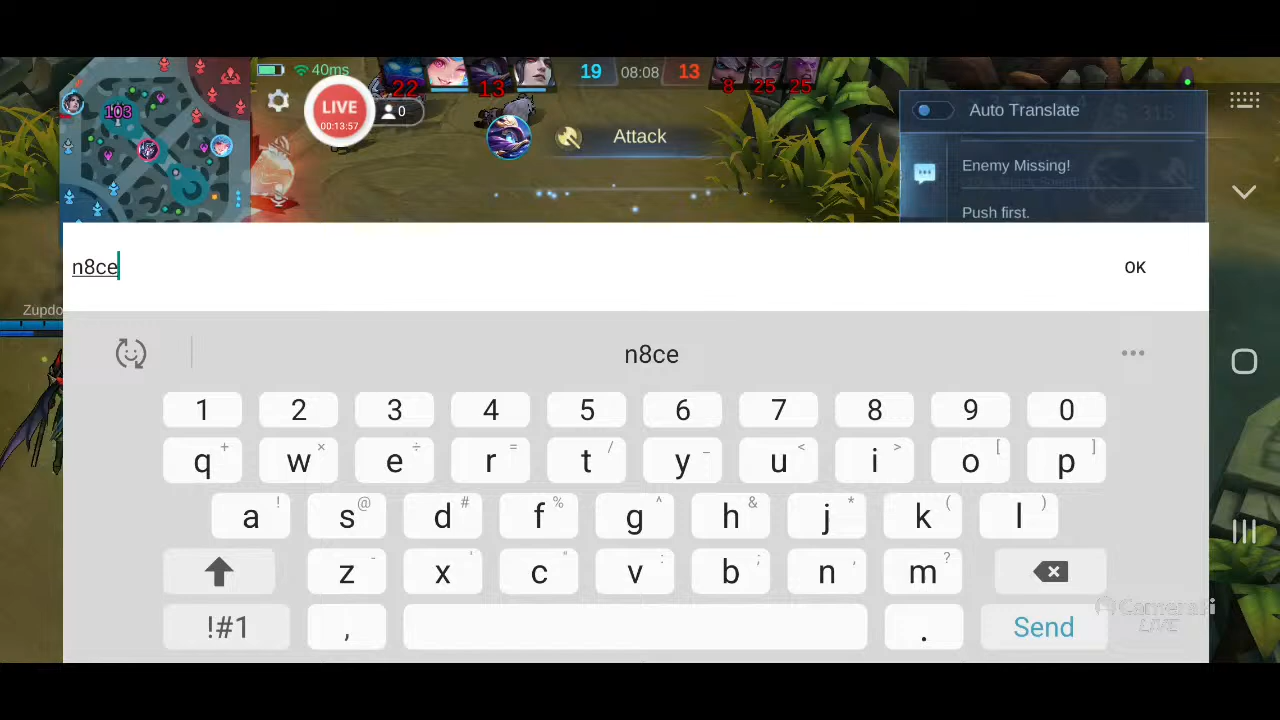 40ms
22
13
19
08:08
13
8
25
25
103
LIVE
00:13:57
0
Attack
Auto Translate
Enemy Missing!
Push first.
n8ce
OK
Zupdo
n8ce
1 2 3 4 5 6 7 8 9 0
q + w × e ÷ r = t / y _ u < i > o [ p ]
a ! s @ d # f % g ^ h & j * k ( l )
z - x ' c " v : b ; n , m ?
!#1 , . Send
CameraFi
LIVE